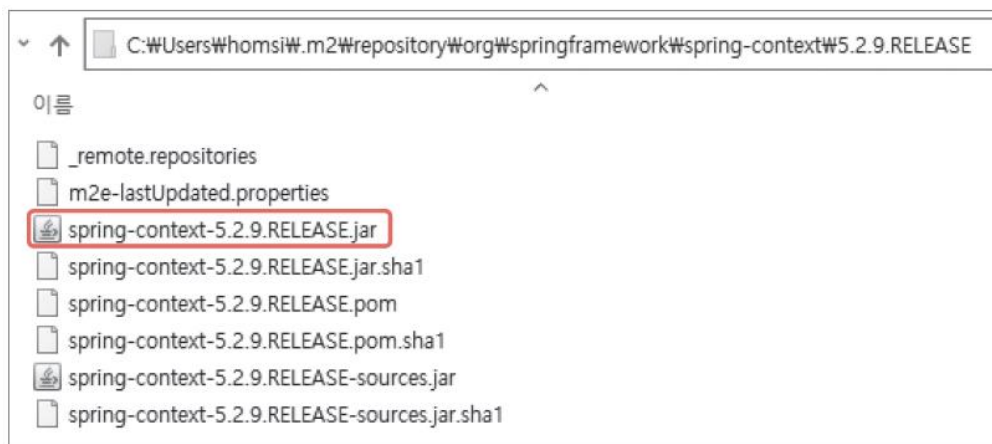 C:₩Users₩homsi₩.m2₩repository₩org₩springframework₩spring-context₩5.2.9.RELEASE
이름
_remote.repositories
m2e-lastUpdated.properties
spring-context-5.2.9.RELEASE.jar
spring-context-5.2.9.RELEASE.jar.sha1
spring-context-5.2.9.RELEASE.pom
spring-context-5.2.9.RELEASE.pom.sha1
spring-context-5.2.9.RELEASE-sources.jar
spring-context-5.2.9.RELEASE-sources.jar.sha1